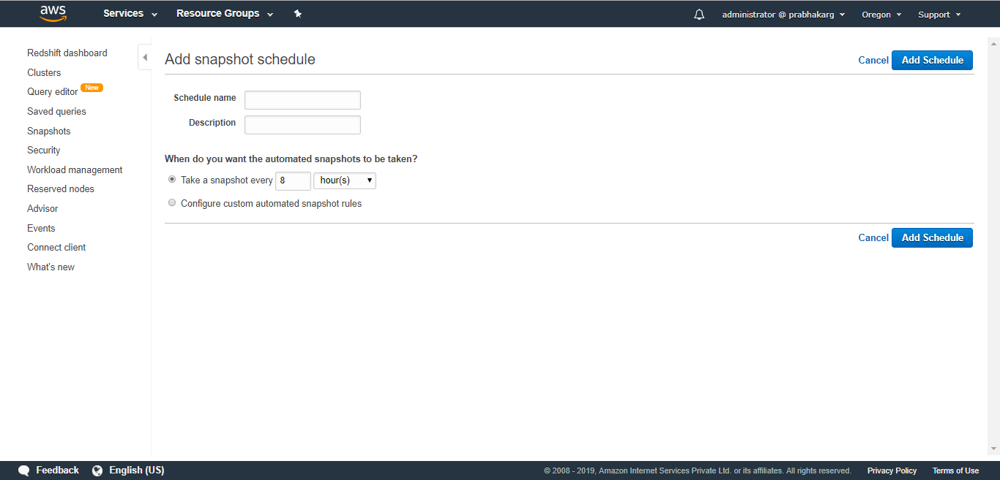 aws Services Resource Groups administrator @ prabhakarg Oregon Support
Redshift dashboard
Clusters
Query editor New
Saved queries
Snapshots
Security
Workload management
Reserved nodes
Advisor
Events
Connect client
What's new
Add snapshot schedule
Cancel Add Schedule
Schedule name
Description
When do you want the automated snapshots to be taken?
Take a snapshot every 8 hour(s)
Configure custom automated snapshot rules
Cancel Add Schedule
Feedback English (US) © 2008 - 2019, Amazon Internet Services Private Ltd. or its affiliates. All rights reserved. Privacy Policy Terms of Use